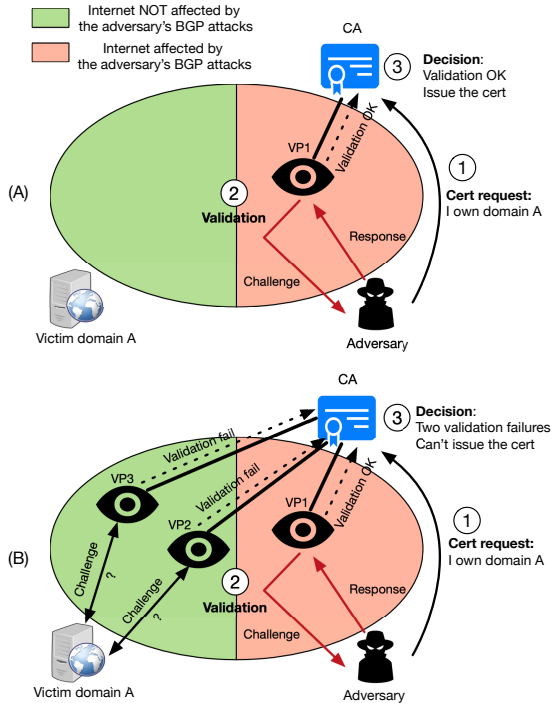 Internet NOT affected by
the adversary's BGP attacks
Internet affected by
the adversary's BGP attacks
CA
3
Decision:
Validation OK
Issue the cert
Validation OK
VP1
(A)
2
Validation
1
Cert request:
I own domain A
Response
Challenge
Victim domain A
Adversary
CA
3
Decision:
Two validation failures
Can't issue the cert
Validation fail
Validation fail
Validation OK
VP3
VP2
VP1
(B)
1
Cert request:
I own domain A
Challenge
?
Challenge
?
2
Validation
Response
Challenge
Victim domain A
Adversary